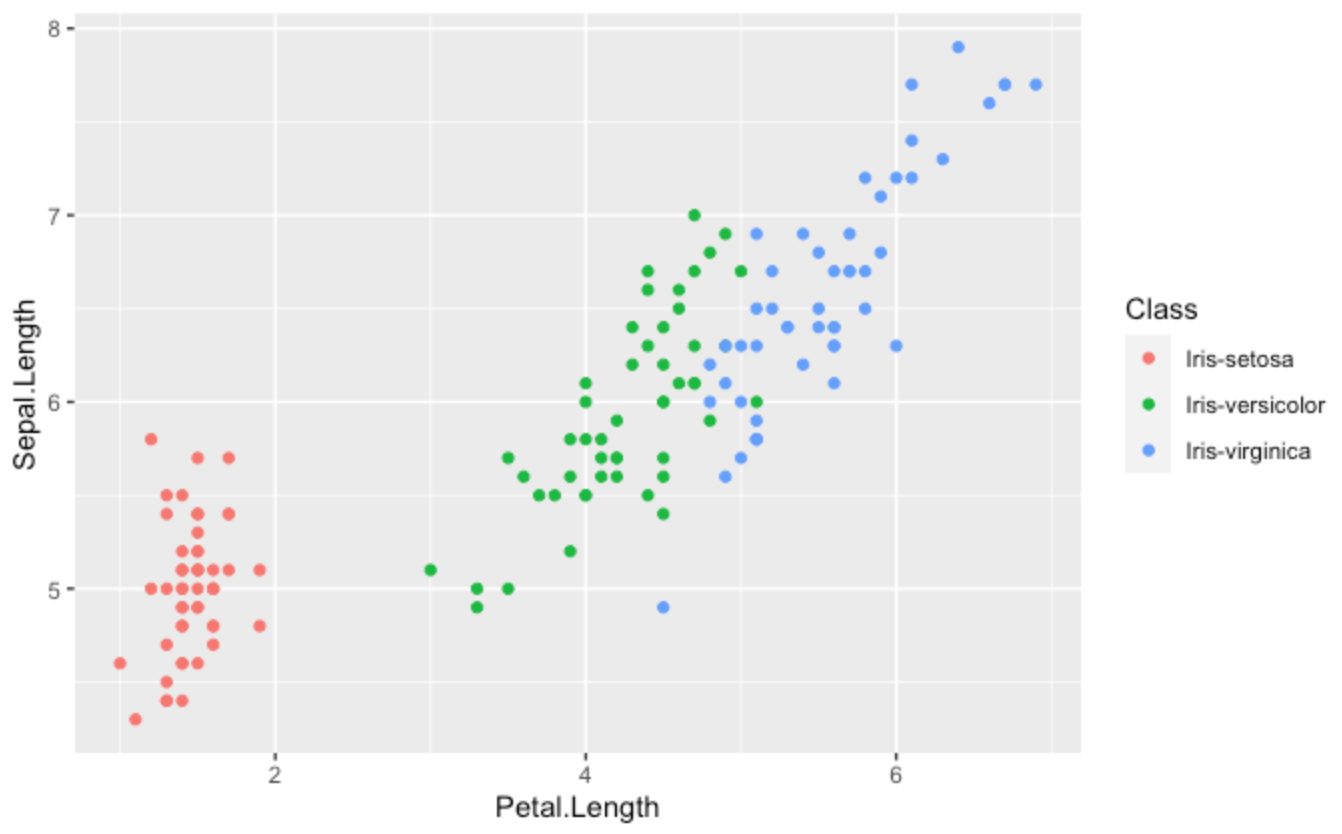 8
7
6
5
Sepal.Length
2
4
6
Petal.Length
Class
Iris-setosa
Iris-versicolor
Iris-virginica